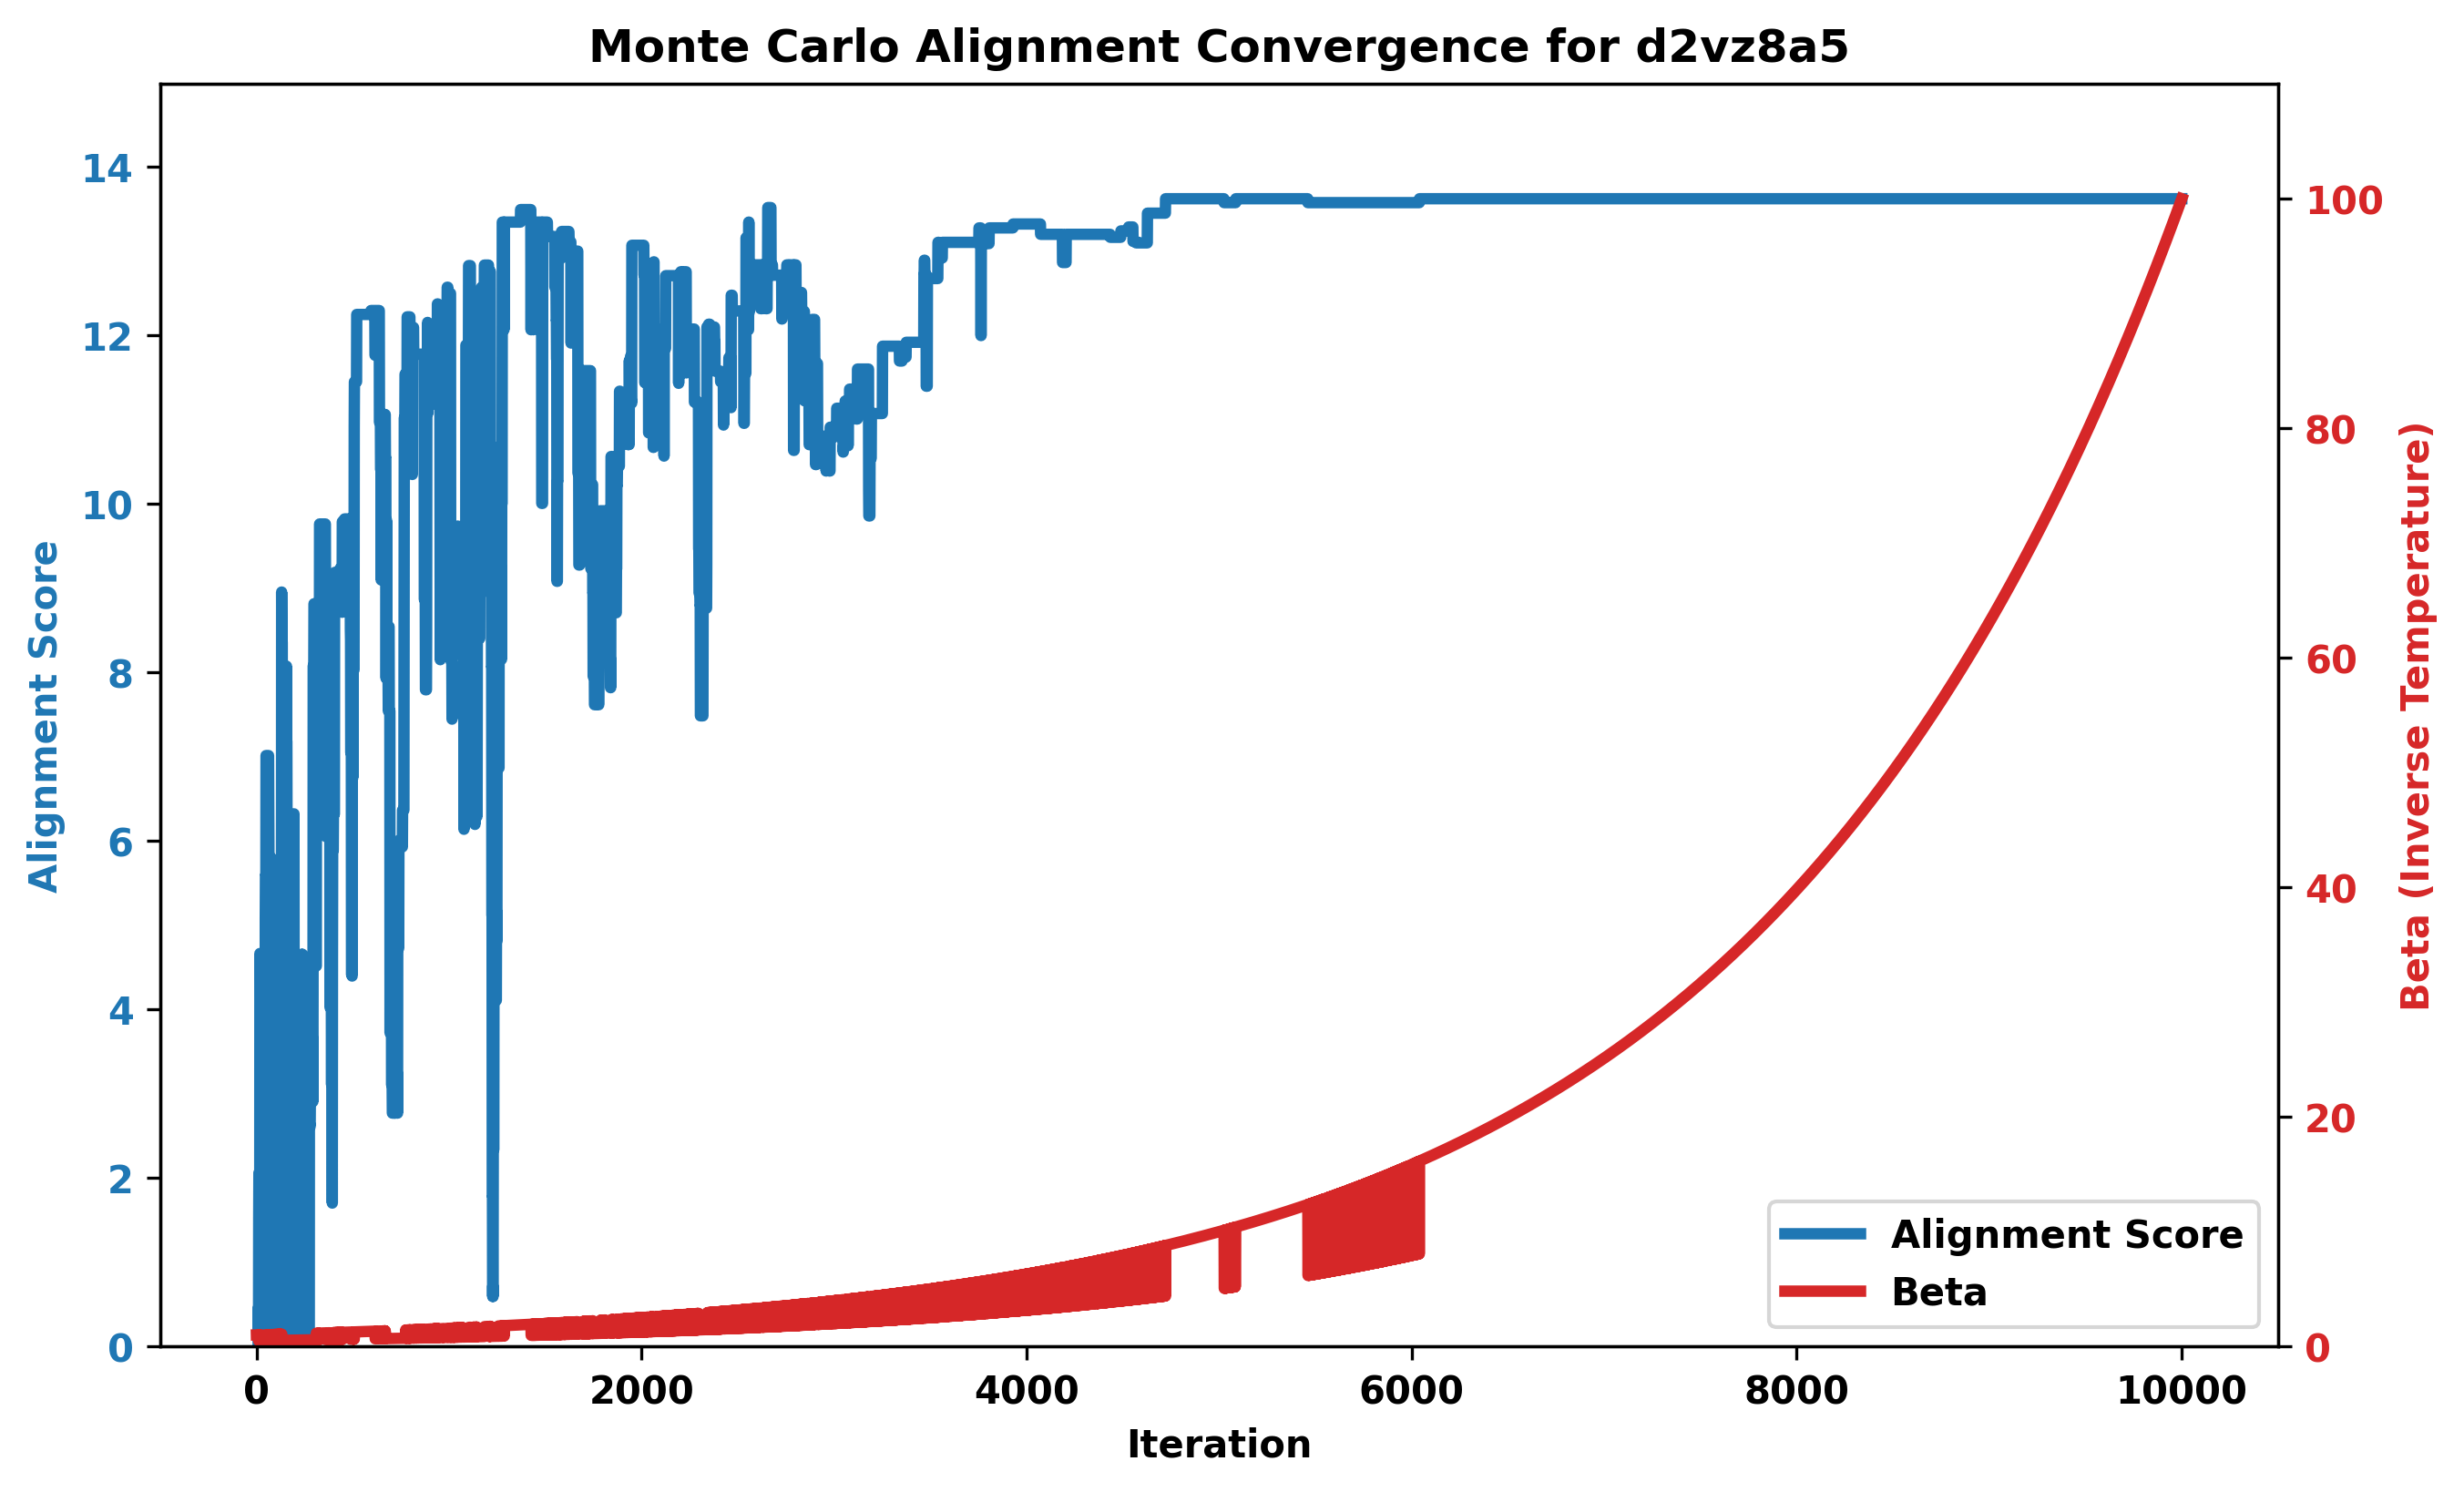 Monte Carlo Alignment Convergence for d2vz8a5
14
12
10
8
6
4
2
0
Alignment Score
100
80
60
40
20
0
Beta (Inverse Temperature)
Alignment Score
Beta
0 2000 4000 6000 8000 10000
Iteration